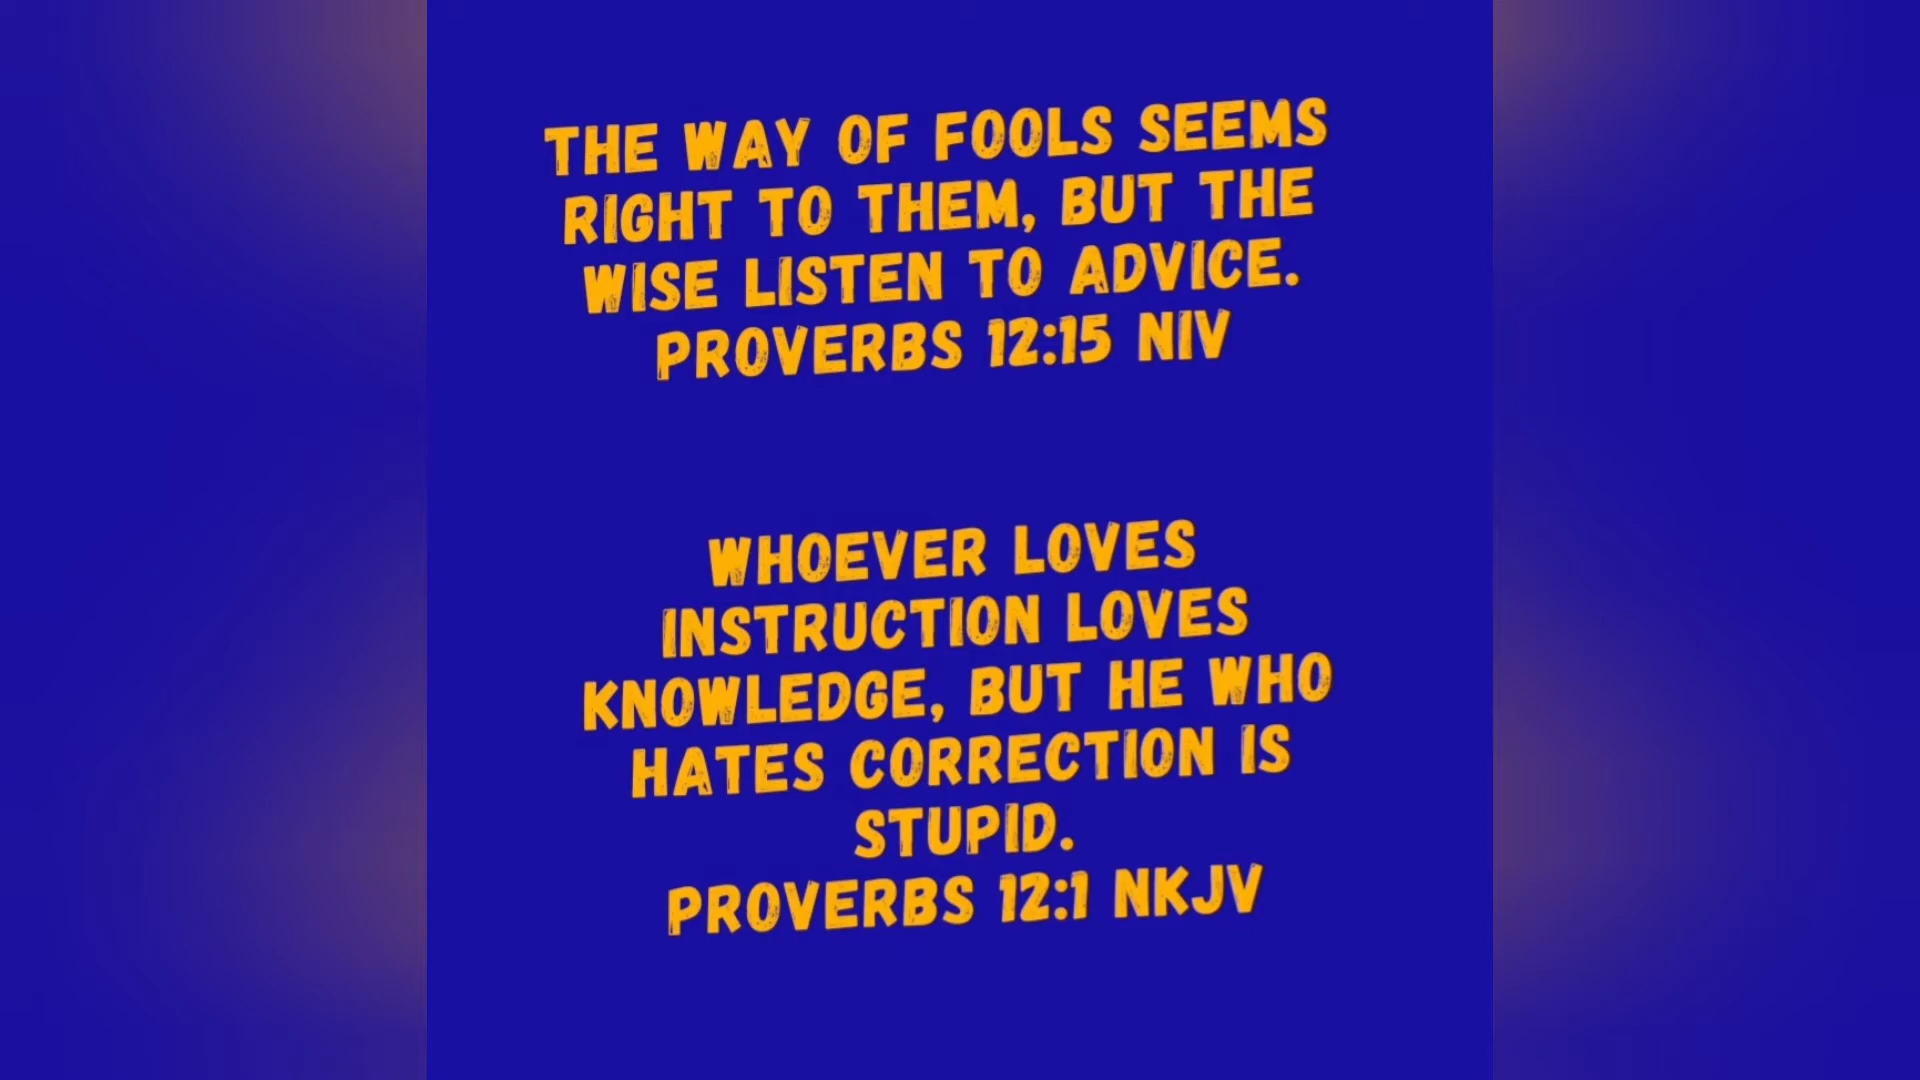 THE WAY OF FOOLS SEEMS
RIGHT TO THEM, BUT THE
WISE LISTEN TO ADVICE.
PROVERBS 12:15 NIV
WHOEVER LOVES
INSTRUCTION LOVES
KNOWLEDGE, BUT HE WHO
HATES CORRECTION IS
STUPID.
PROVERBS 12:1 NKJV